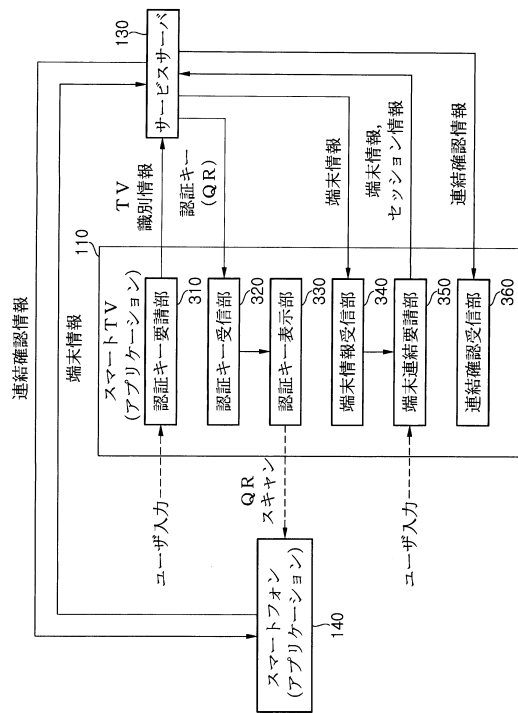 連結確認情報
端末情報
130
サービスサーバ
TV
識別情報
認証キー
(QR)
端末情報
端末情報,
セッション情報
連結確認情報
110
スマートTV
(アプリケーション)
ユーザ入力
認証キー要請部
310
認証キー受信部
320
認証キー表示部
330
QR
スキャン
端末情報受信部
340
ユーザ入力
端末連結要請部
350
連結確認受信部
360
スマートフォン
(アプリケーション)
140